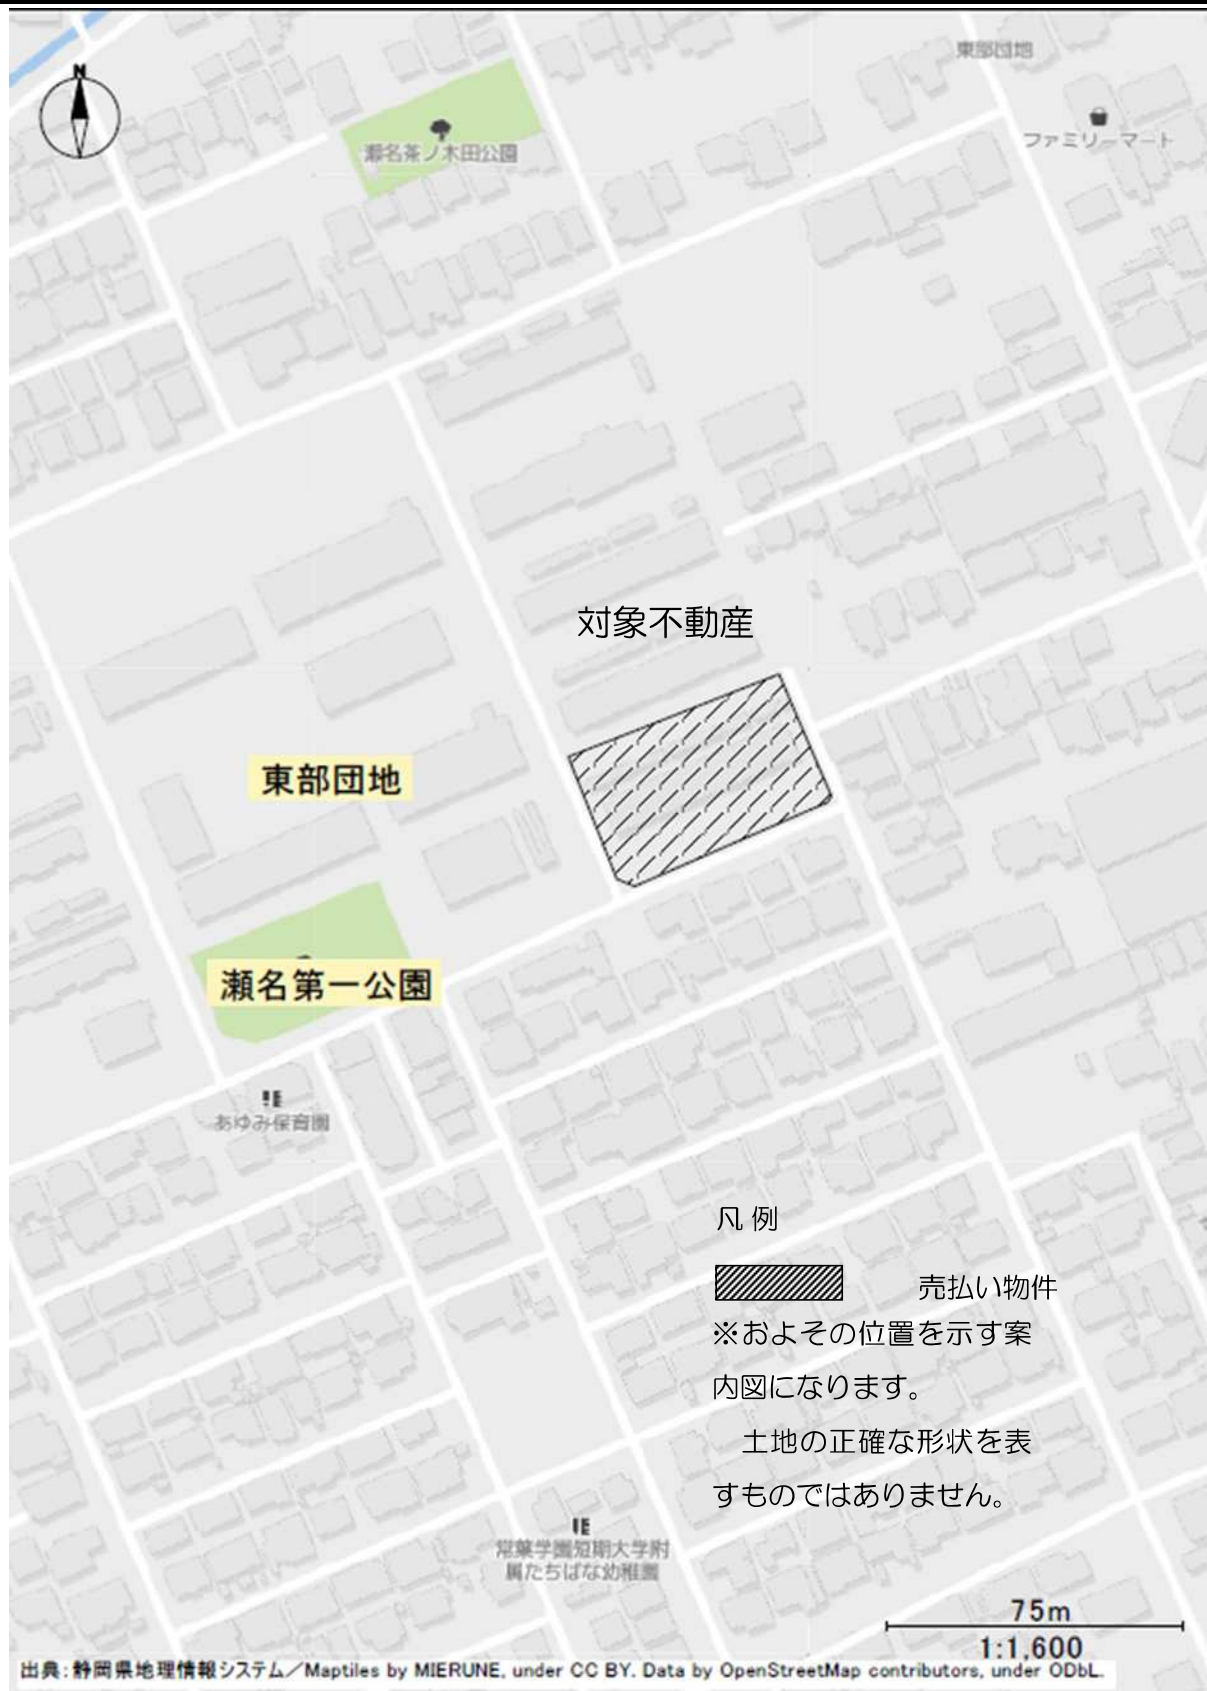 東部団地
N
ファミリーマート
瀬名茶ノ木田公園
対象不動産
東部団地
瀬名第一公園
あゆみ保育園
凡 例
売払い物件
※およその位置を示す案
内図になります。
土地の正確な形状を表
すものではありません。
常葉学園短期大学附
属たちばな幼稚園
75m
1:1,600
出典:静岡県地理情報システム/Maptiles by MIERUNE, under CC BY. Data by OpenStreetMap contributors, under ODbL.